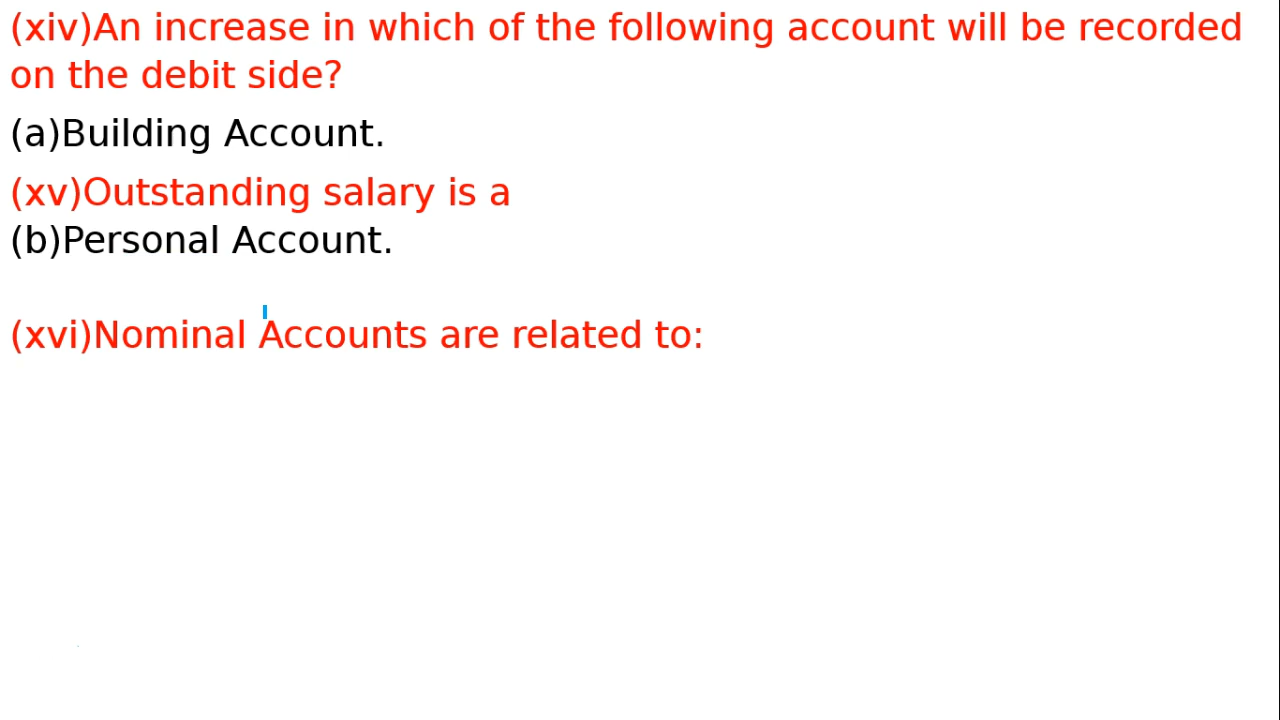 (xiv)An increase in which of the following account will be recorded
on the debit side?
(a)Building Account.
(xv)Outstanding salary is a
(b)Personal Account.
(xvi)Nominal Accounts are related to: